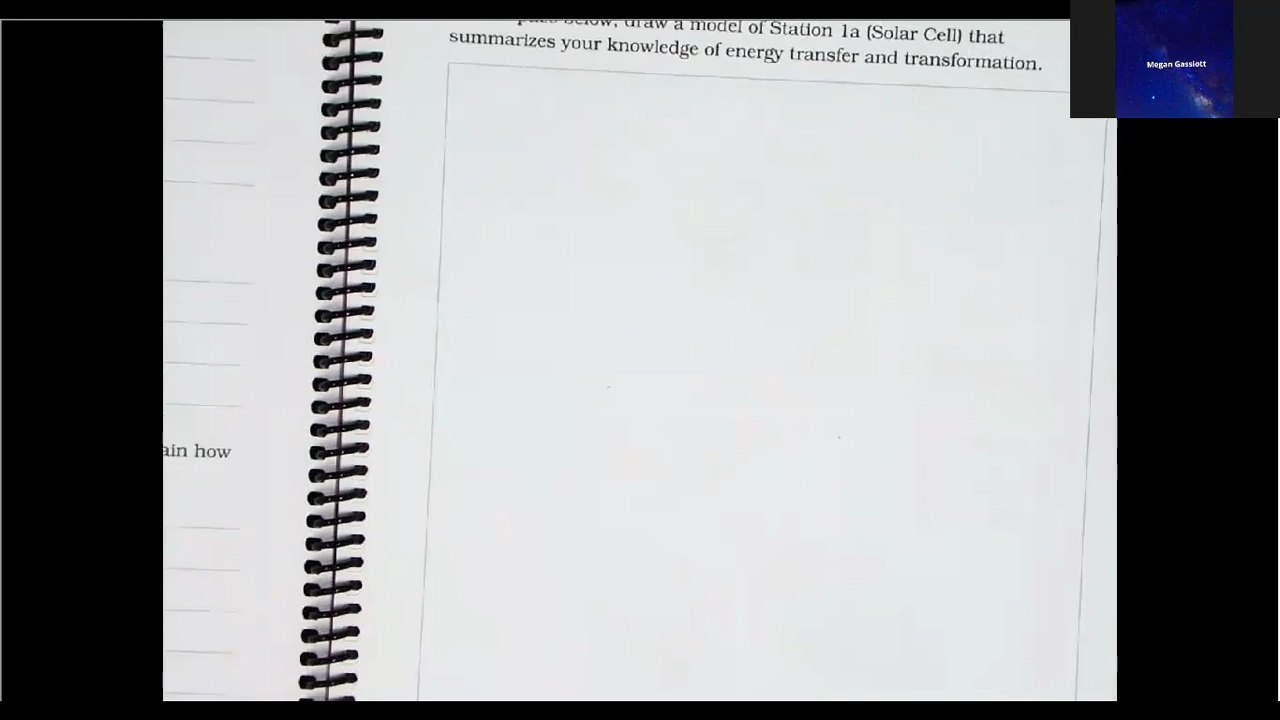 below, draw a model of Station 1a (Solar Cell) that
summarizes your knowledge of energy transfer and transformation.
how
Megan Gassiott